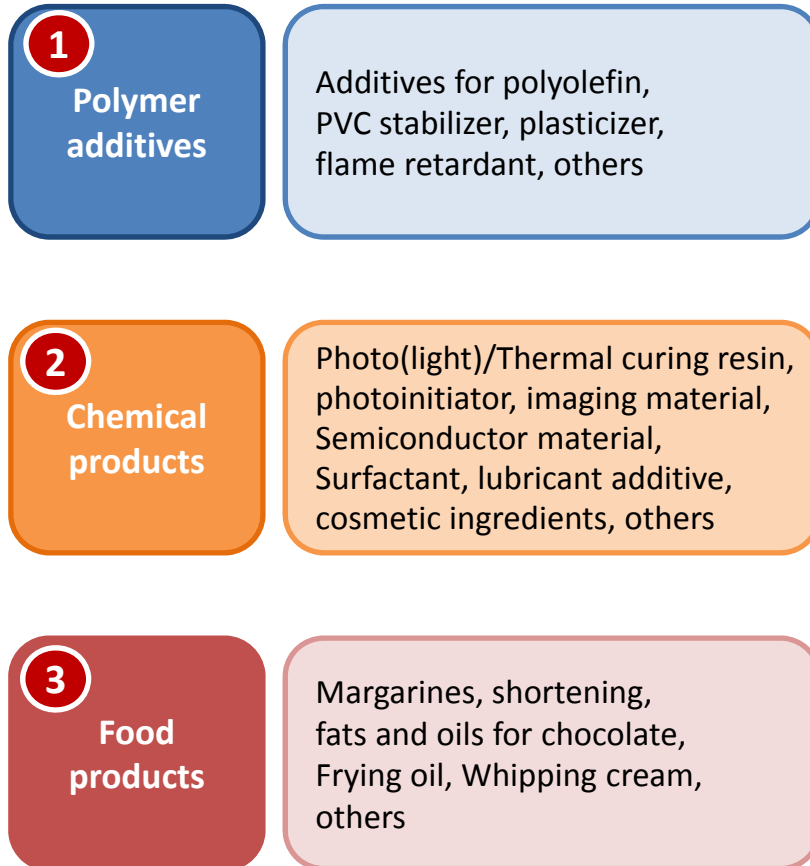 1
Polymer
additives
Additives for polyolefin,
PVC stabilizer, plasticizer,
flame retardant, others
2
Chemical
products
Photo(light)/Thermal curing resin,
photoinitiator, imaging material,
Semiconductor material,
Surfactant, lubricant additive,
cosmetic ingredients, others
3
Food
products
Margarines, shortening,
fats and oils for chocolate,
Frying oil, Whipping cream,
others